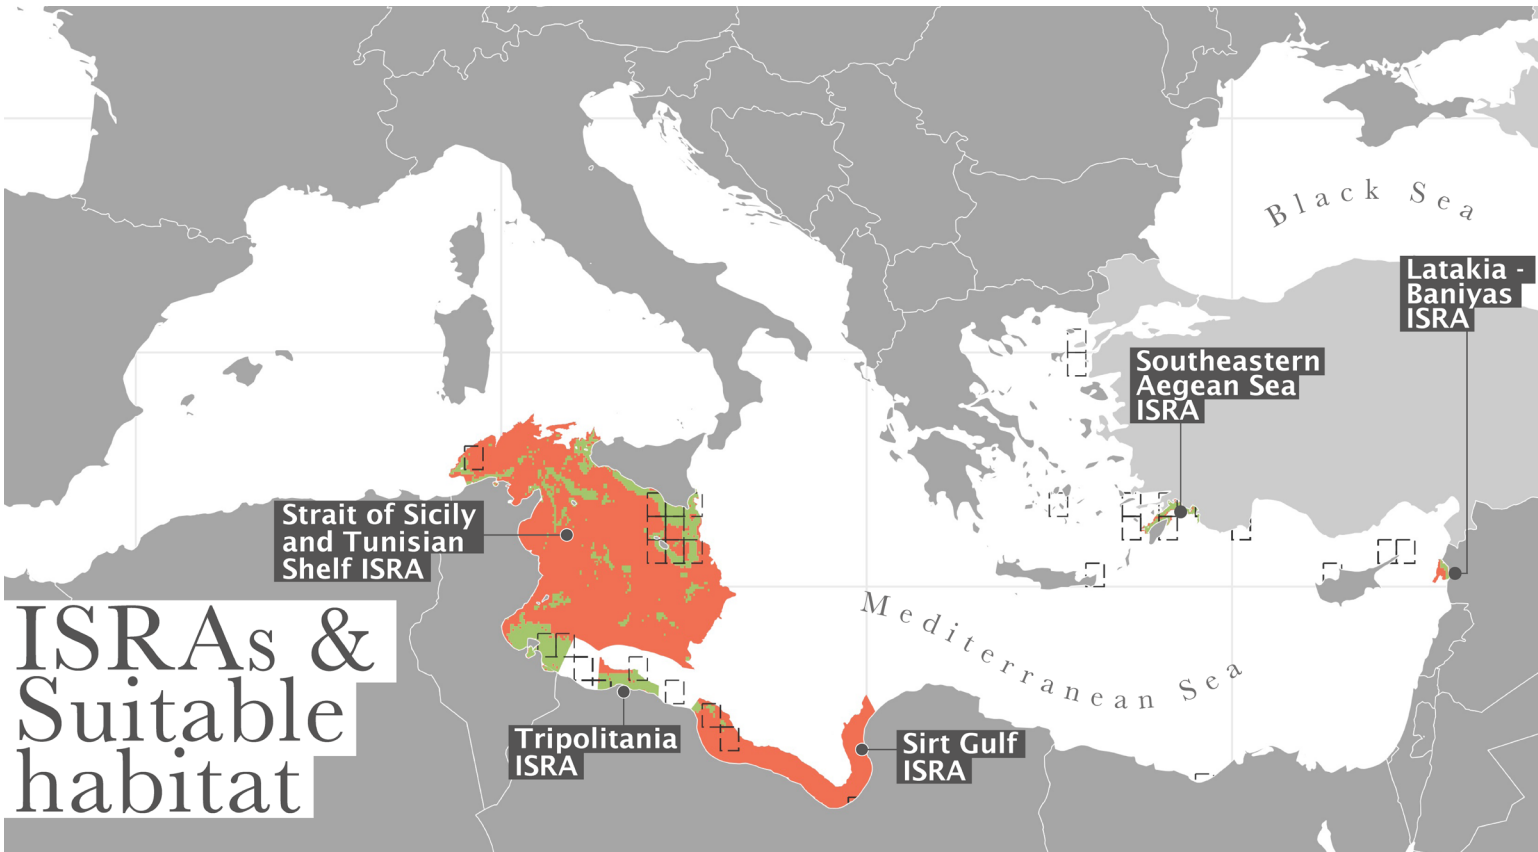 Black Sea
Latakia -
Baniyas
ISRA
Southeastern
Aegean Sea
ISRA
Strait of Sicily
and Tunisian
Shelf ISRA
Mediterranean Sea
ISRAs &
Suitable
habitat
Tripolitania
ISRA
Sirt Gulf
ISRA